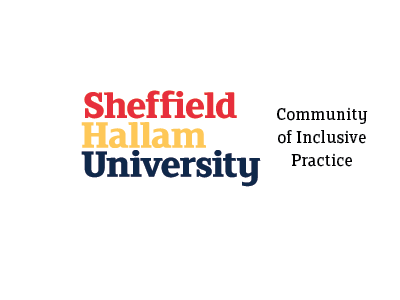 Sheffield
Hallam
University
Community
of Inclusive
Practice